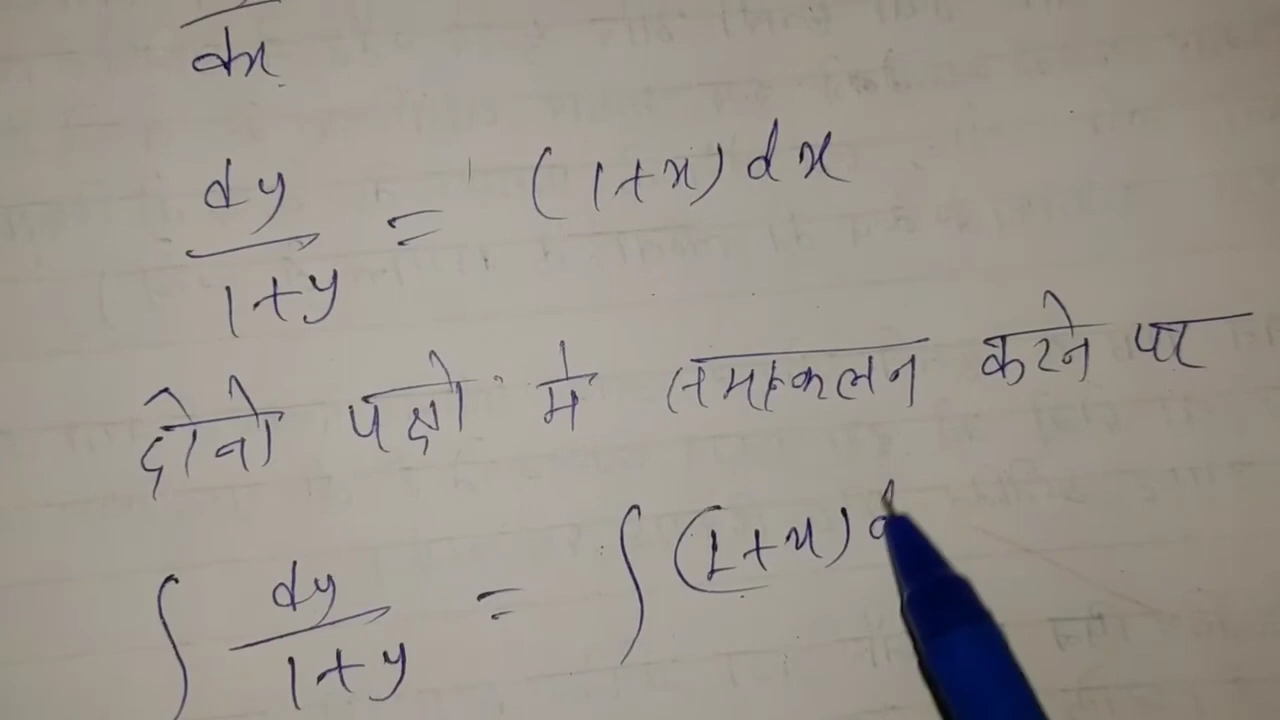 dx
dy/(1+y) = (1+x) dx
दोनो पक्षो मे समाकलन करने पर
∫ dy/(1+y) = ∫ (1+x) d